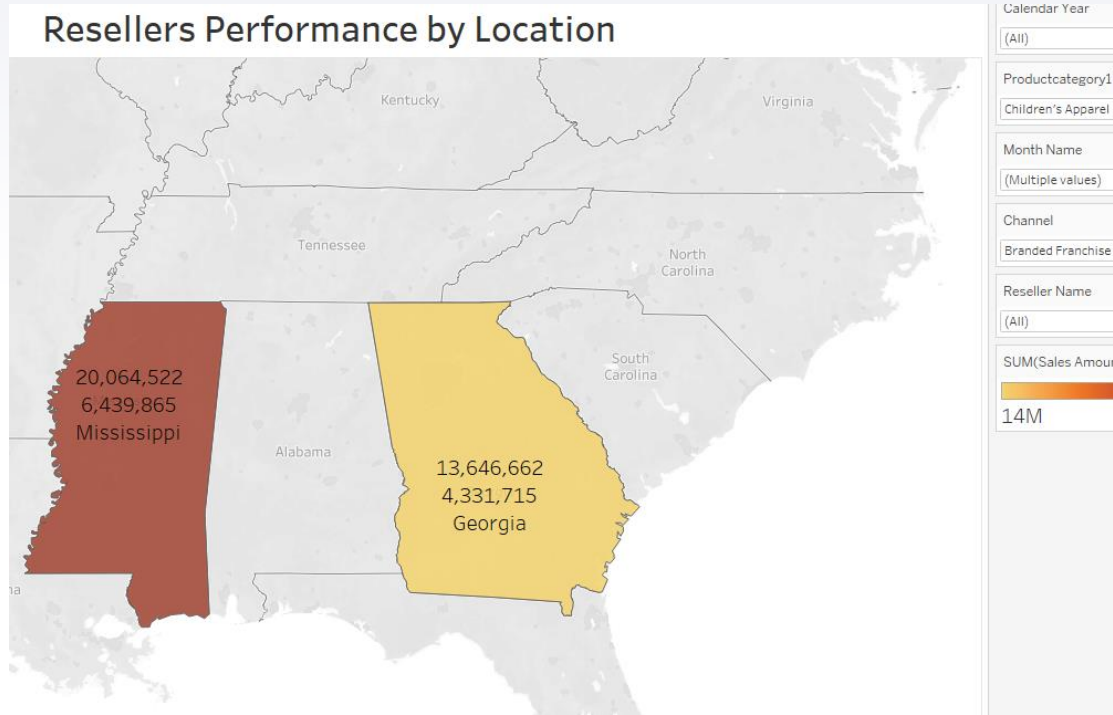 Resellers Performance by Location
Kentucky
Virginia
Tennessee
North
Carolina
South
Carolina
Alabama
20,064,522
6,439,865
Mississippi
13,646,662
4,331,715
Georgia
na
Calendar Year
(All)
Productcategory1
Children's Apparel
Month Name
(Multiple values)
Channel
Branded Franchise
Reseller Name
(All)
SUM(Sales Amoun
14M